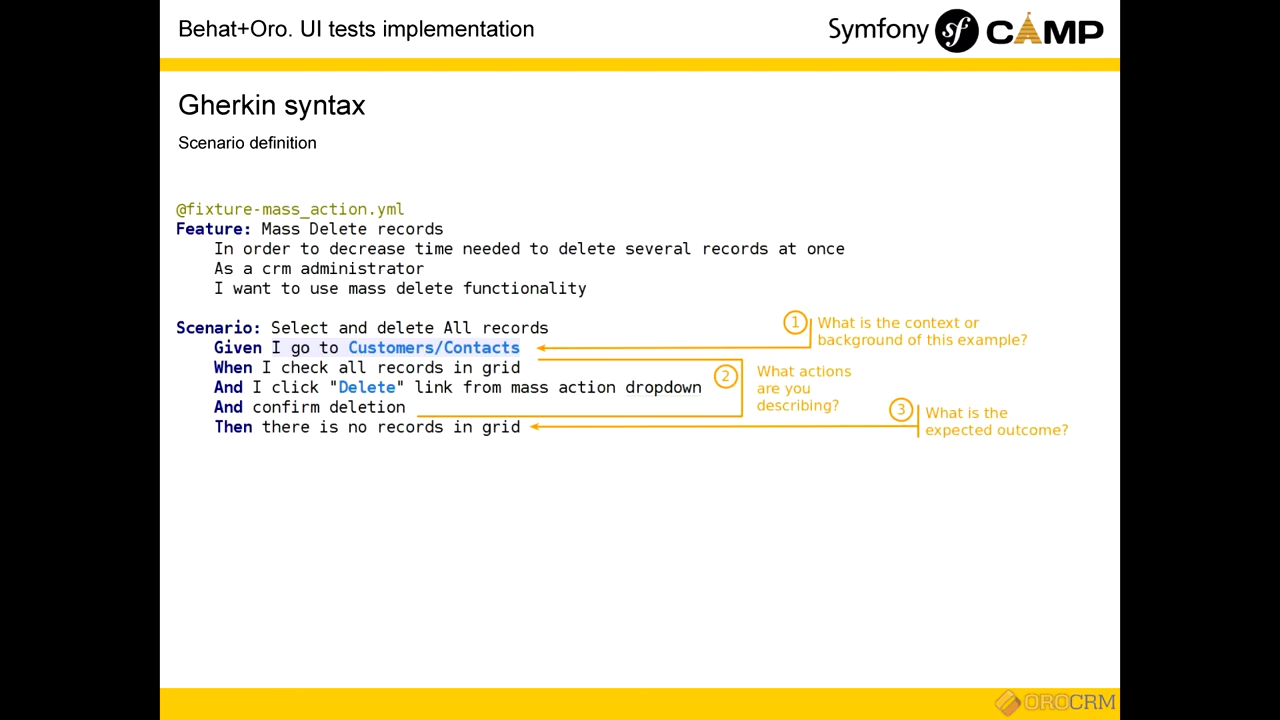 Behat+Oro. UI tests implementation
Symfony sf CAMP
Gherkin syntax
Scenario definition
@fixture-mass_action.yml
Feature: Mass Delete records
In order to decrease time needed to delete several records at once
As a crm administrator
I want to use mass delete functionality
Scenario: Select and delete All records
Given I go to Customers/Contacts
When I check all records in grid
And I click "Delete" link from mass action dropdown
And confirm deletion
Then there is no records in grid
1 What is the context or
background of this example?
2 What actions
are you
describing?
3 What is the
expected outcome?
OROCRM